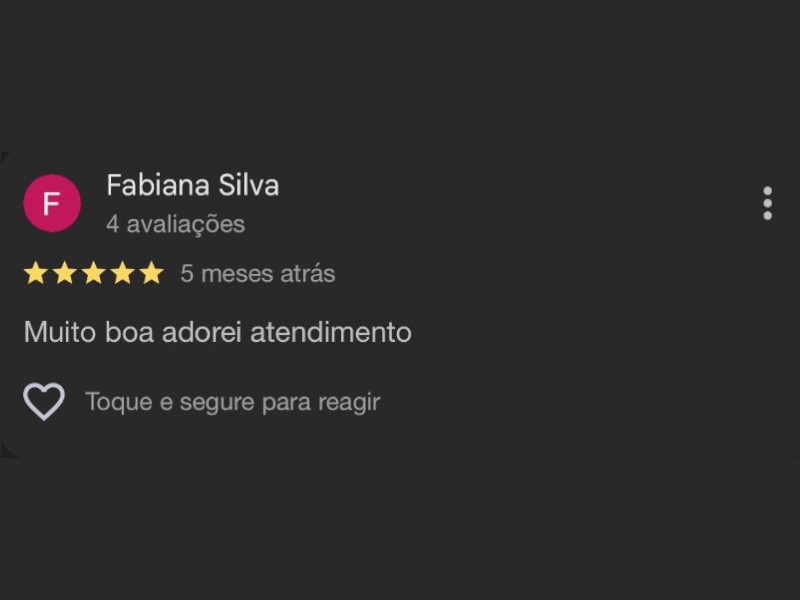 F
Fabiana Silva
4 avaliações
5 meses atrás
Muito boa adorei atendimento
Toque e segure para reagir